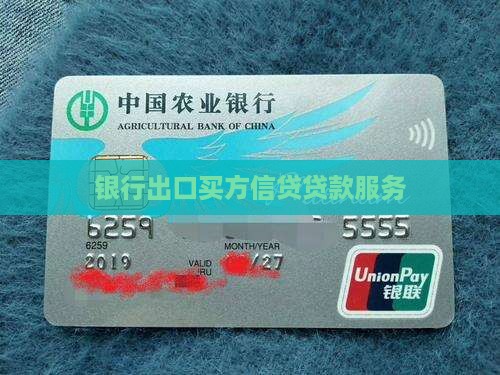 中国农业银行
AGRICULTURAL BANK OF CHINA
银行出口买方信贷贷款服务
6259 5555
6259
MONTH/YEAR
2019 VALID THRU /27
UnionPay
银联